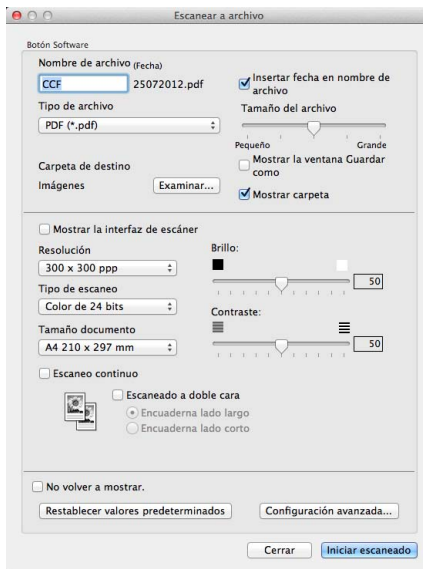 Escanear a archivo
Botón Software
Nombre de archivo (Fecha)
CCF 25072012.pdf
Insertar fecha en nombre de
archivo
Tipo de archivo
PDF (*.pdf)
Tamaño del archivo
Pequeño Grande
Carpeta de destino
Imágenes Examinar...
Mostrar la ventana Guardar
como
Mostrar carpeta
Mostrar la interfaz de escáner
Resolución
300 x 300 ppp
Tipo de escaneo
Color de 24 bits
Tamaño documento
A4 210 x 297 mm
Brillo:
50
Contraste:
50
Escaneo continuo
Escaneado a doble cara
Encuaderna lado largo
Encuaderna lado corto
No volver a mostrar.
Restablecer valores predeterminados Configuración avanzada...
Cerrar Iniciar escaneado